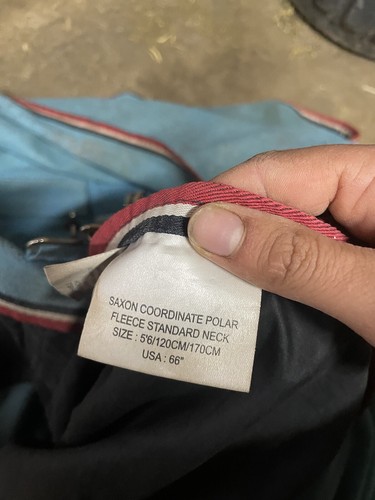 SAXON COORDINATE POLAR
FLEECE STANDARD NECK
SIZE : 5'6/120CM/170CM
USA : 66"